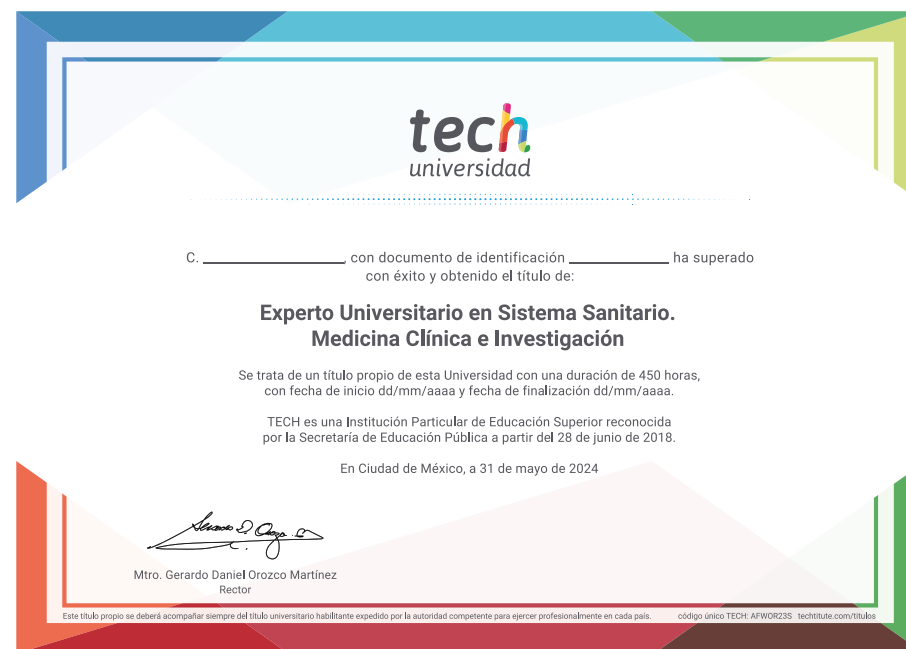 tech
universidad
C. ____________________, con documento de identificación ______________ ha superado
con éxito y obtenido el título de:
Experto Universitario en Sistema Sanitario.
Medicina Clínica e Investigación
Se trata de un título propio de esta Universidad con una duración de 450 horas,
con fecha de inicio dd/mm/aaaa y fecha de finalización dd/mm/aaaa.
TECH es una Institución Particular de Educación Superior reconocida
por la Secretaría de Educación Pública a partir del 28 de junio de 2018.
En Ciudad de México, a 31 de mayo de 2024
Mtro. Gerardo Daniel Orozco Martínez
Rector
Este título propio se deberá acompañar siempre del título universitario habilitante expedido por la autoridad competente para ejercer profesionalmente en cada país. código único TECH: AFWOR23S techtitute.com/titulos